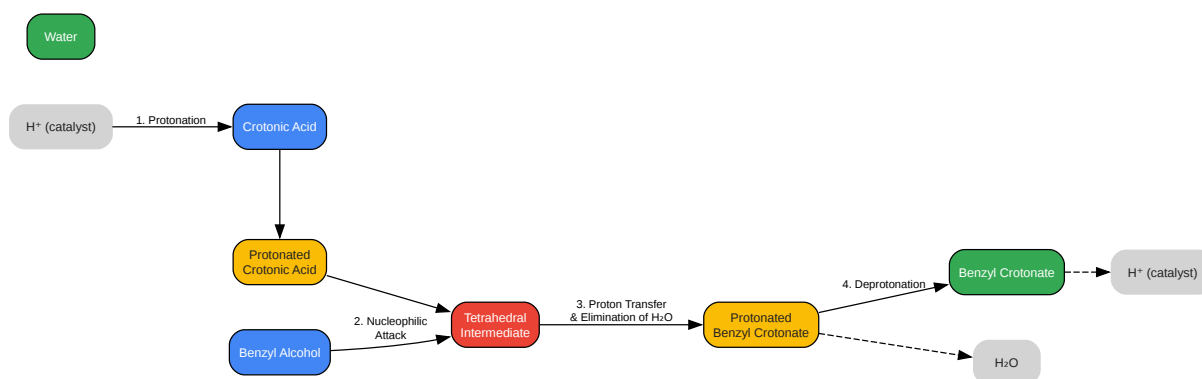 Water
H⁺ (catalyst)
1. Protonation
Crotonic Acid
Protonated
Crotonic Acid
Benzyl Alcohol
2. Nucleophilic
Attack
Tetrahedral
Intermediate
3. Proton Transfer
& Elimination of H₂O
Protonated
Benzyl Crotonate
4. Deprotonation
Benzyl Crotonate
H⁺ (catalyst)
H₂O